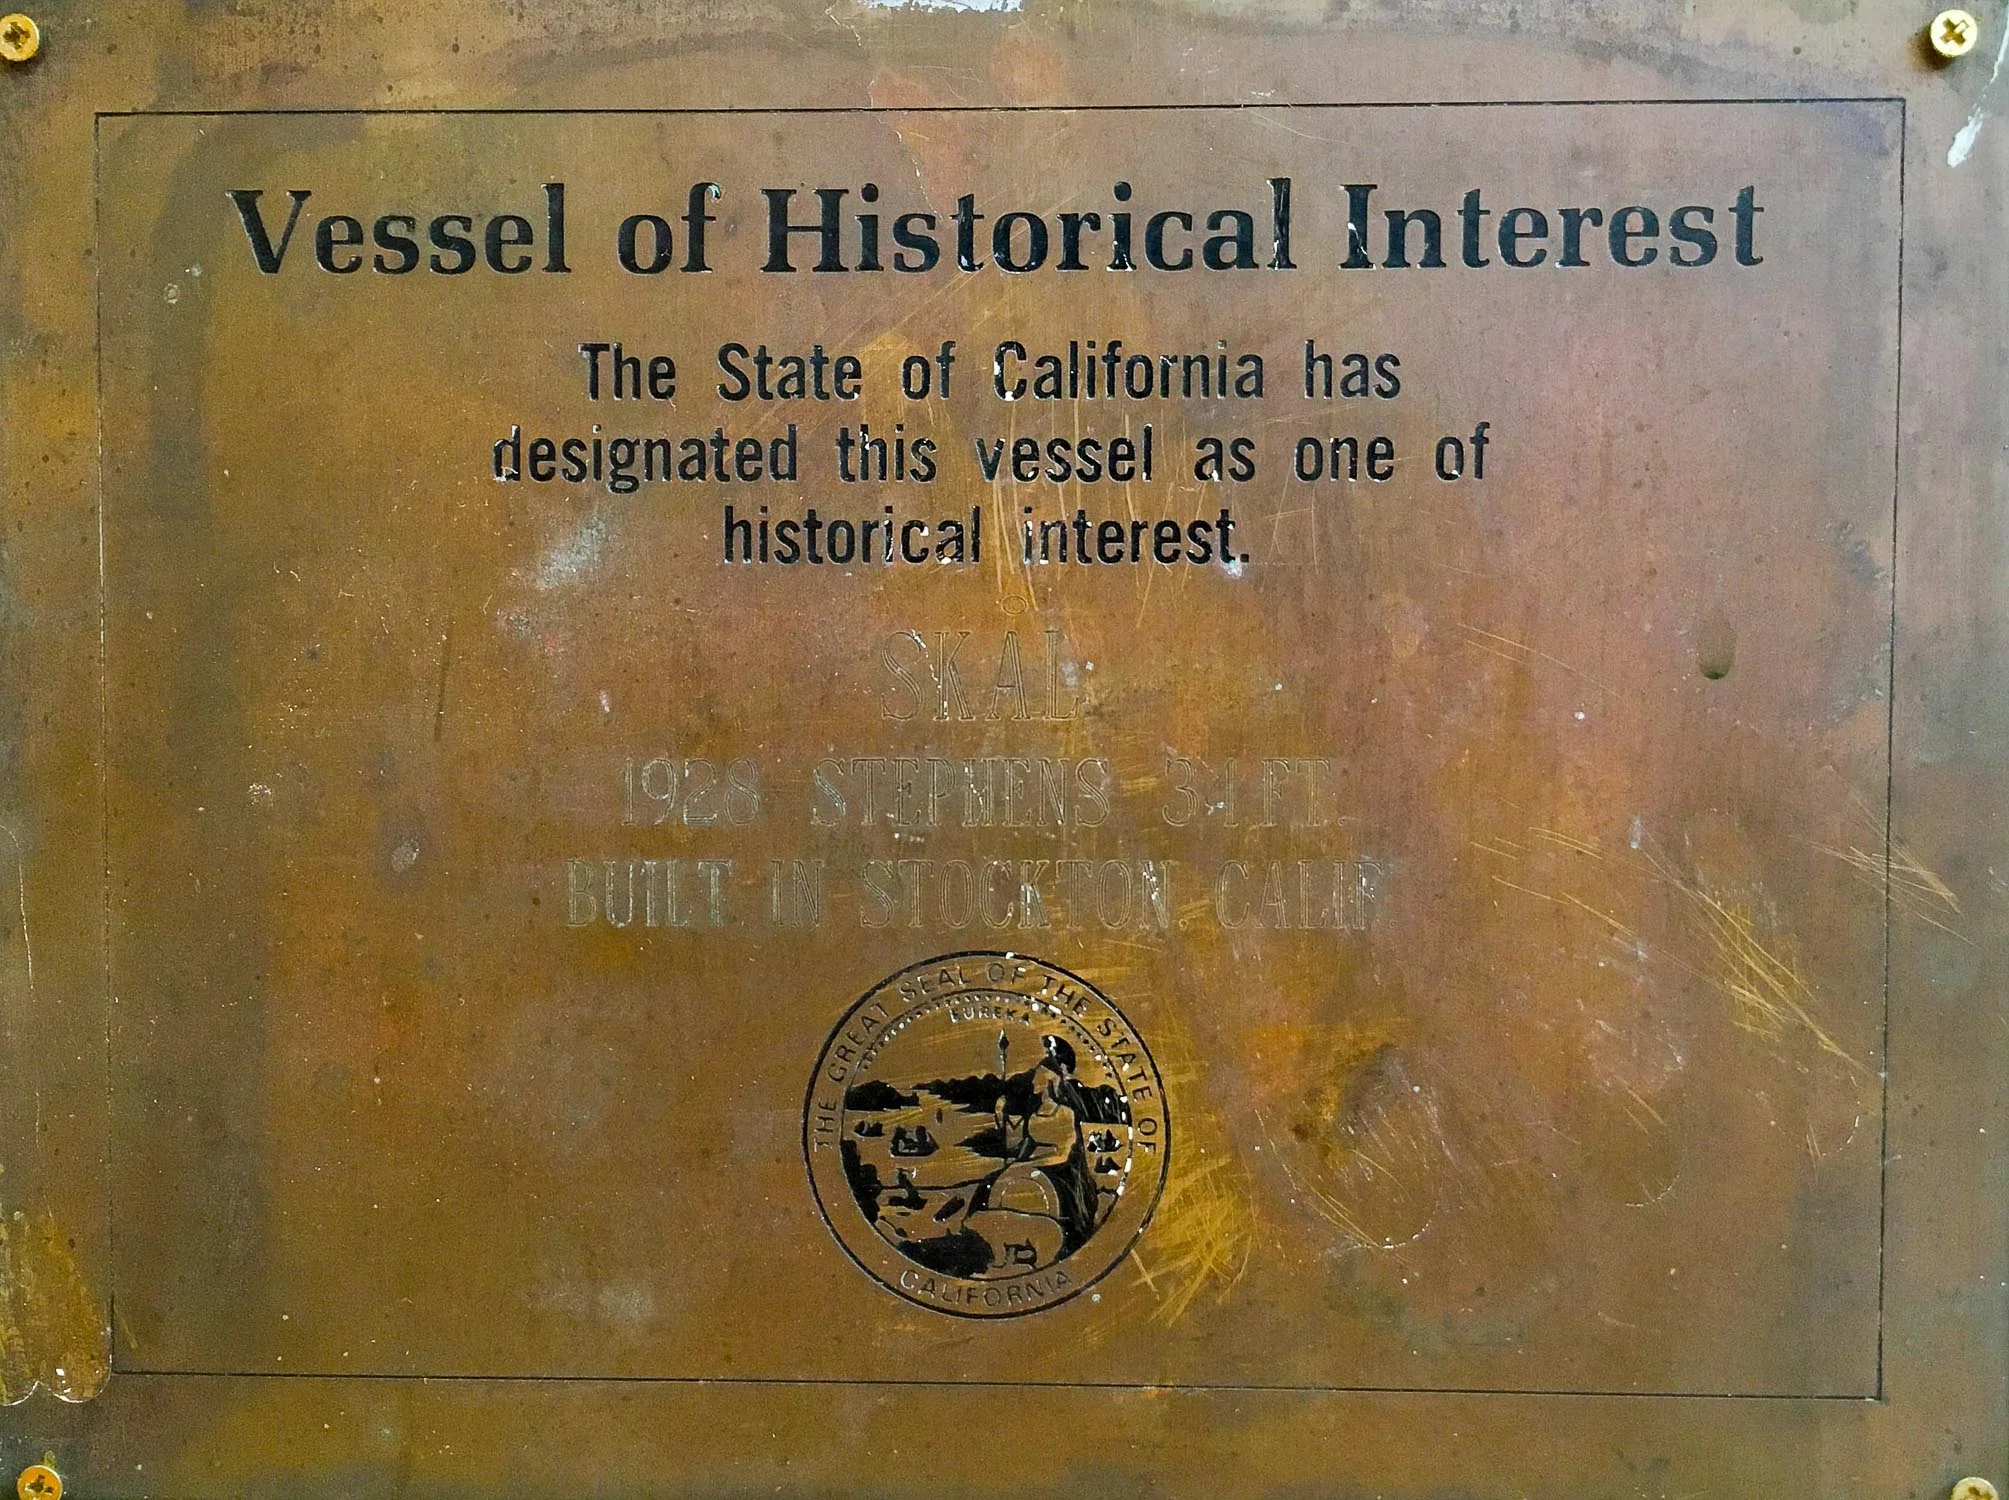 Vessel of Historical Interest
The State of California has
designated this vessel as one of
historical interest.
SKÅL
1928 STEPHENS 34 FT.
BUILT IN STOCKTON, CALIF.
THE GREAT SEAL OF THE STATE OF
EUREKA
CALIFORNIA